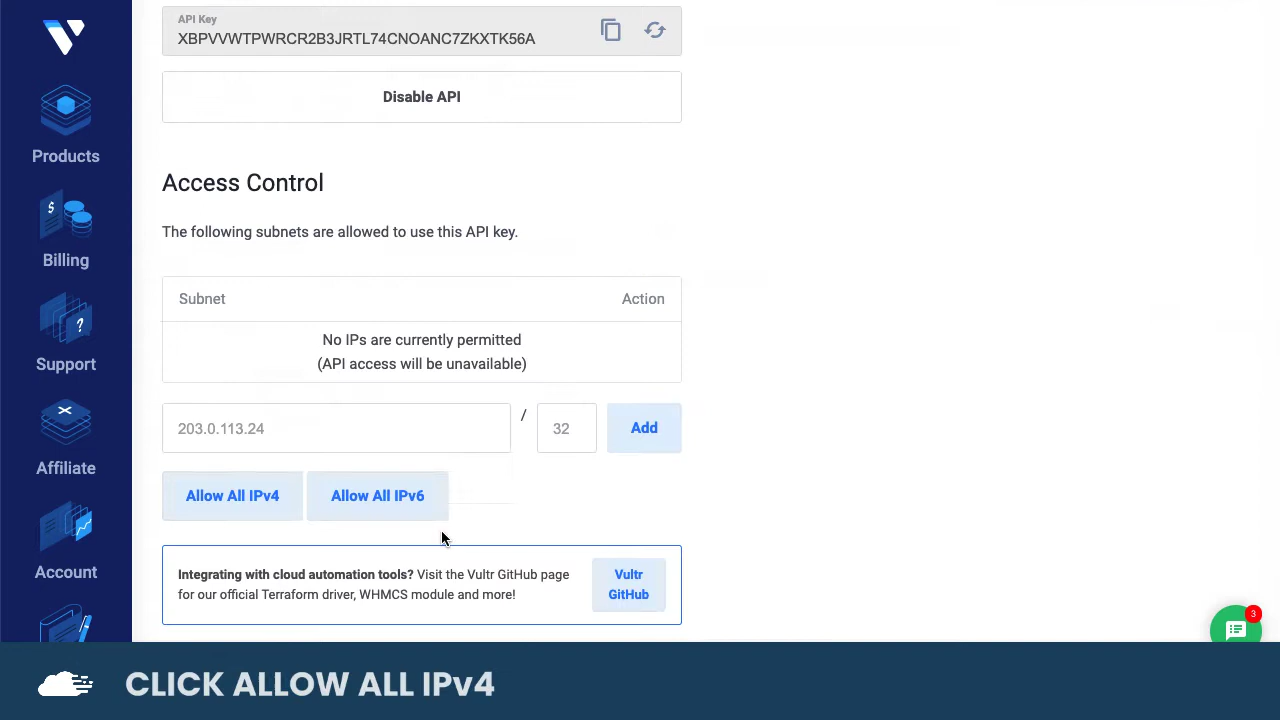 API Key
XBPVVWTPWRCR2B3JRTL74CNOANC7ZKXTK56A
Disable API
Products
Access Control
Billing
The following subnets are allowed to use this API key.
Subnet Action
No IPs are currently permitted
(API access will be unavailable)
Support
203.0.113.24 / 32 Add
Affiliate
Allow All IPv4 Allow All IPv6
Account
Integrating with cloud automation tools? Visit the Vultr GitHub page
for our official Terraform driver, WHMCS module and more!
Vultr
GitHub
3
CLICK ALLOW ALL IPv4